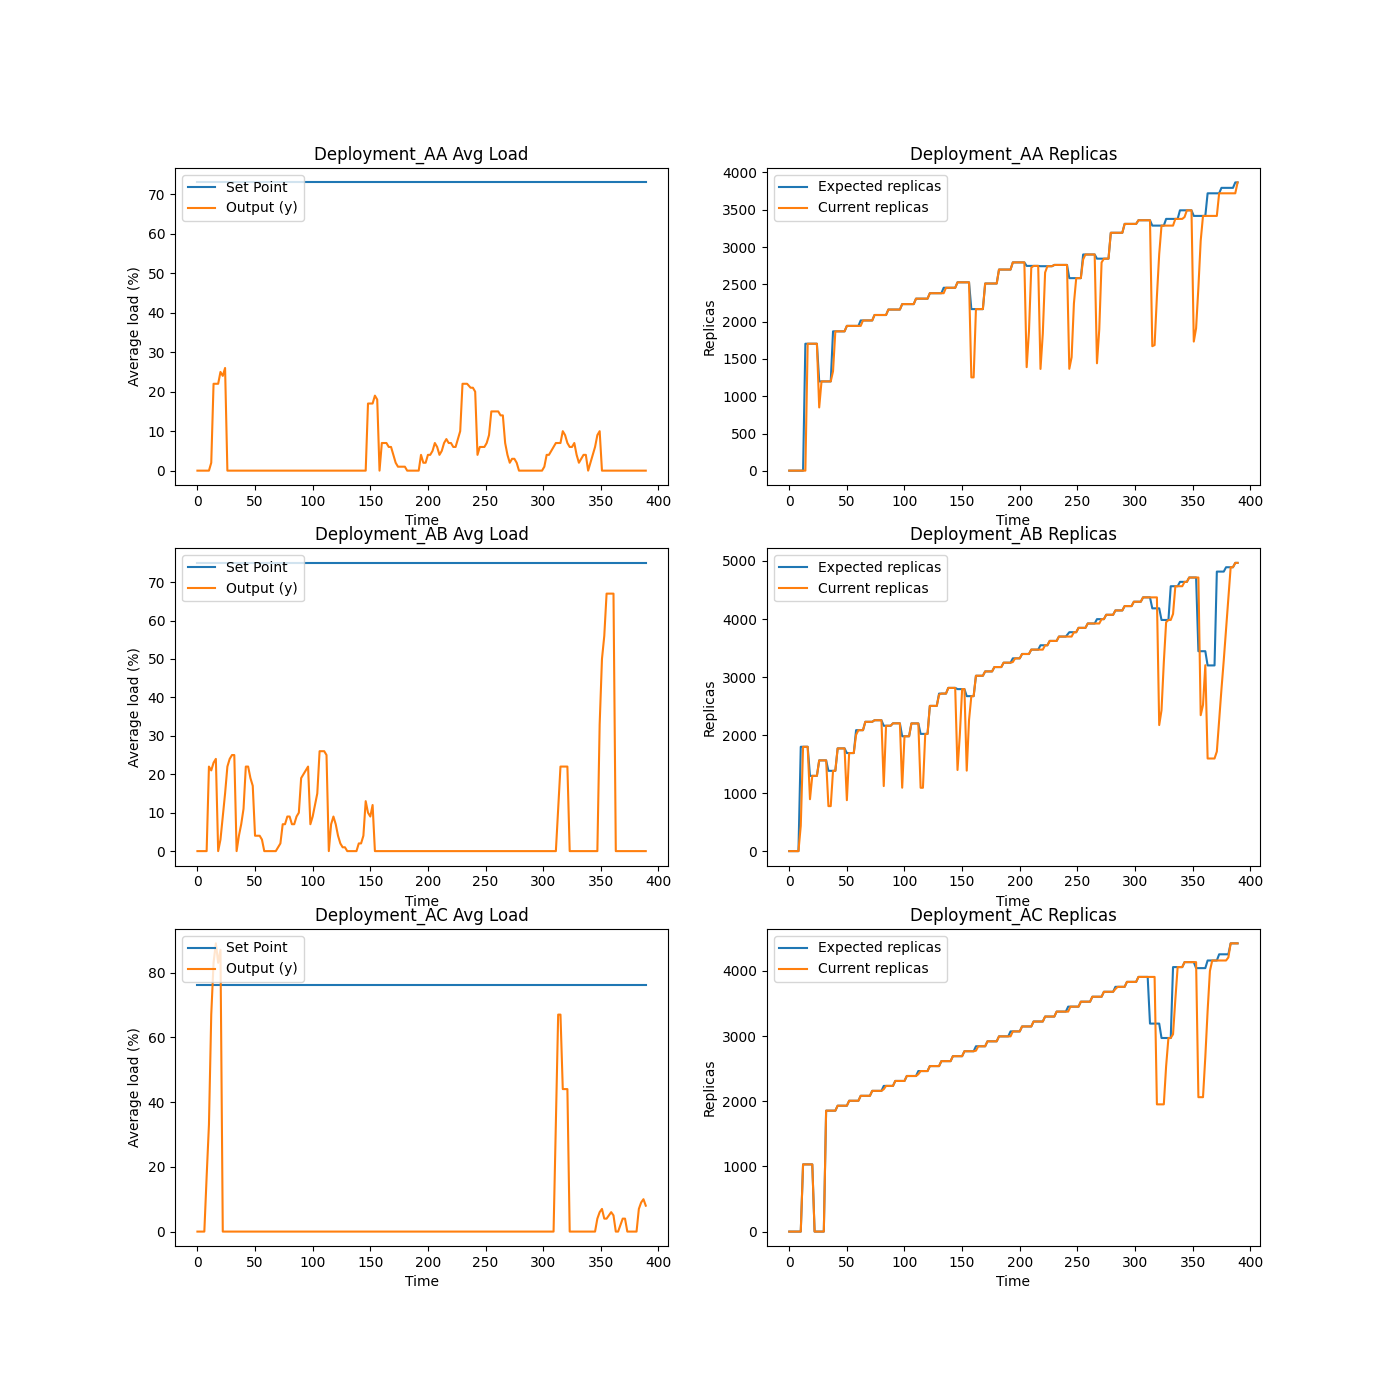 Deployment_AA Avg Load
Set Point
Output (y)
Average load (%)
70
60
50
40
30
20
10
0
0 50 100 150 200 250 300 350 400
Time
Deployment_AA Replicas
Expected replicas
Current replicas
Replicas
4000
3500
3000
2500
2000
1500
1000
500
0
0 50 100 150 200 250 300 350 400
Time
Deployment_AB Avg Load
Set Point
Output (y)
Average load (%)
70
60
50
40
30
20
10
0
0 50 100 150 200 250 300 350 400
Time
Deployment_AB Replicas
Expected replicas
Current replicas
Replicas
5000
4000
3000
2000
1000
0
0 50 100 150 200 250 300 350 400
Time
Deployment_AC Avg Load
Set Point
Output (y)
Average load (%)
80
60
40
20
0
0 50 100 150 200 250 300 350 400
Time
Deployment_AC Replicas
Expected replicas
Current replicas
Replicas
4000
3000
2000
1000
0
0 50 100 150 200 250 300 350 400
Time